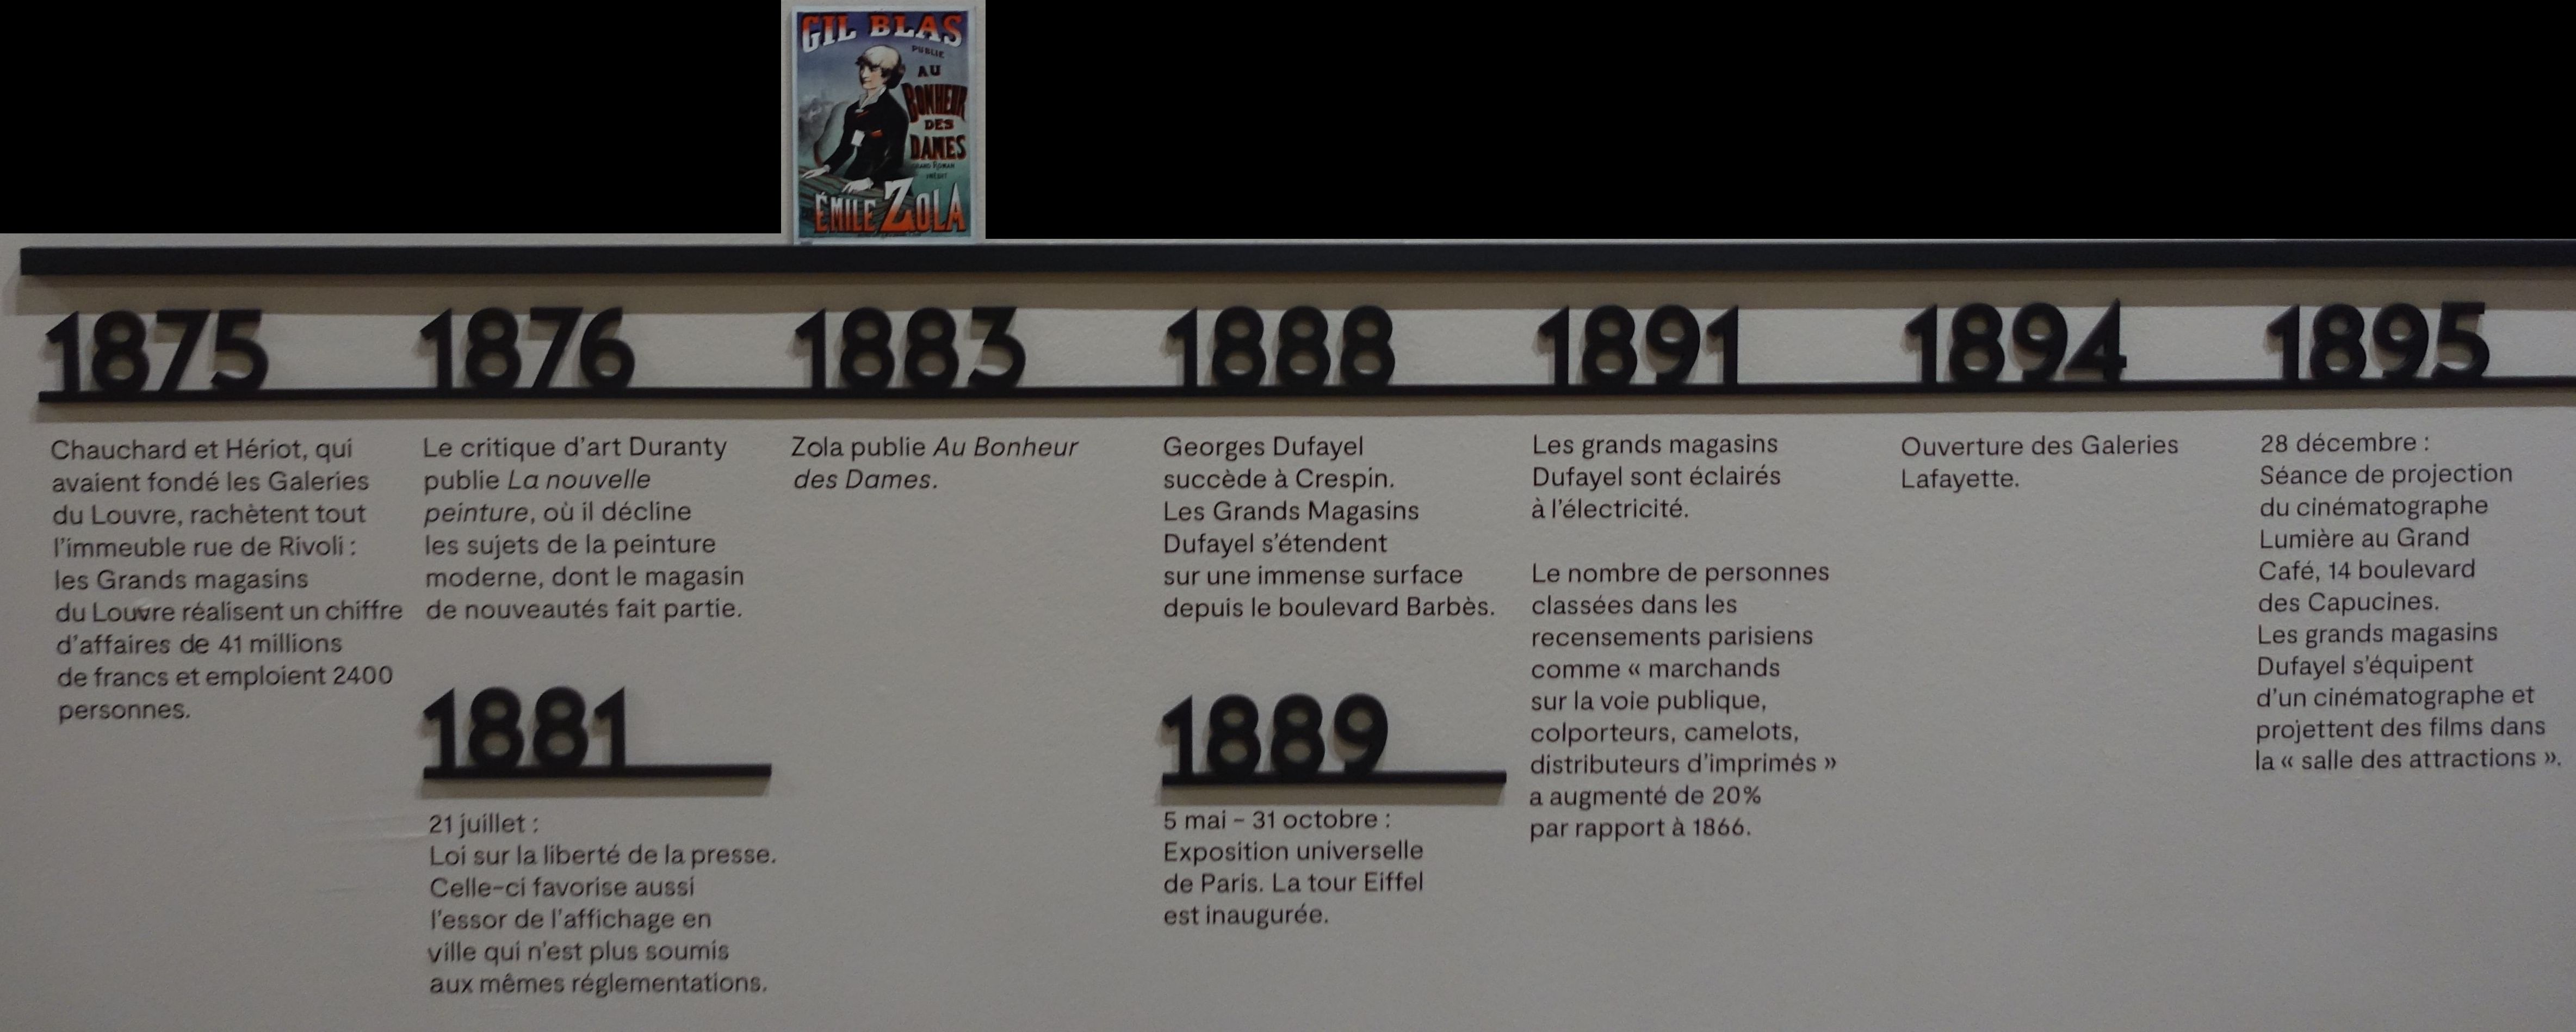 GIL BLAS
PUBLIE
AU
BONHEUR
DES
DAMES
GRAND ROMAN
INÉDIT
ÉMILE ZOLA
1875
Chauchard et Hériot, qui
avaient fondé les Galeries
du Louvre, rachètent tout
l'immeuble rue de Rivoli :
les Grands magasins
du Louvre réalisent un chiffre
d'affaires de 41 millions
de francs et emploient 2400
personnes.
1876
Le critique d'art Duranty
publie La nouvelle
peinture, où il décline
les sujets de la peinture
moderne, dont le magasin
de nouveautés fait partie.
1881
21 juillet :
Loi sur la liberté de la presse.
Celle-ci favorise aussi
l'essor de l'affichage en
ville qui n'est plus soumis
aux mêmes réglementations.
1883
Zola publie Au Bonheur
des Dames.
1888
Georges Dufayel
succède à Crespin.
Les Grands Magasins
Dufayel s'étendent
sur une immense surface
depuis le boulevard Barbès.
1889
5 mai – 31 octobre :
Exposition universelle
de Paris. La tour Eiffel
est inaugurée.
1891
Les grands magasins
Dufayel sont éclairés
à l'électricité.
Le nombre de personnes
classées dans les
recensements parisiens
comme « marchands
sur la voie publique,
colporteurs, camelots,
distributeurs d'imprimés »
a augmenté de 20%
par rapport à 1866.
1894
Ouverture des Galeries
Lafayette.
1895
28 décembre :
Séance de projection
du cinématographe
Lumière au Grand
Café, 14 boulevard
des Capucines.
Les grands magasins
Dufayel s'équipent
d'un cinématographe et
projettent des films dans
la « salle des attractions ».